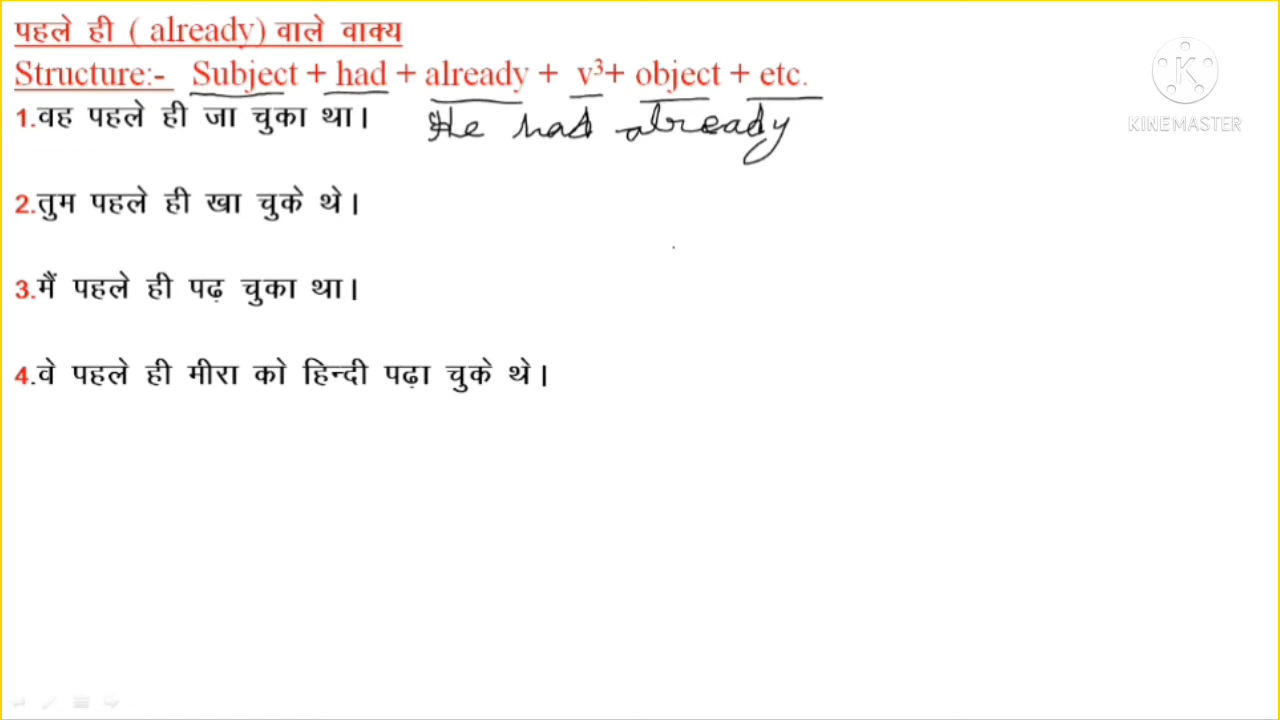 पहले ही ( already) वाले वाक्य
Structure:- Subject + had + already + v³+ object + etc.
1.वह पहले ही जा चुका था। He had already
2.तुम पहले ही खा चुके थे।
3.मैं पहले ही पढ़ चुका था।
4.वे पहले ही मीरा को हिन्दी पढ़ा चुके थे।
K
KINEMASTER